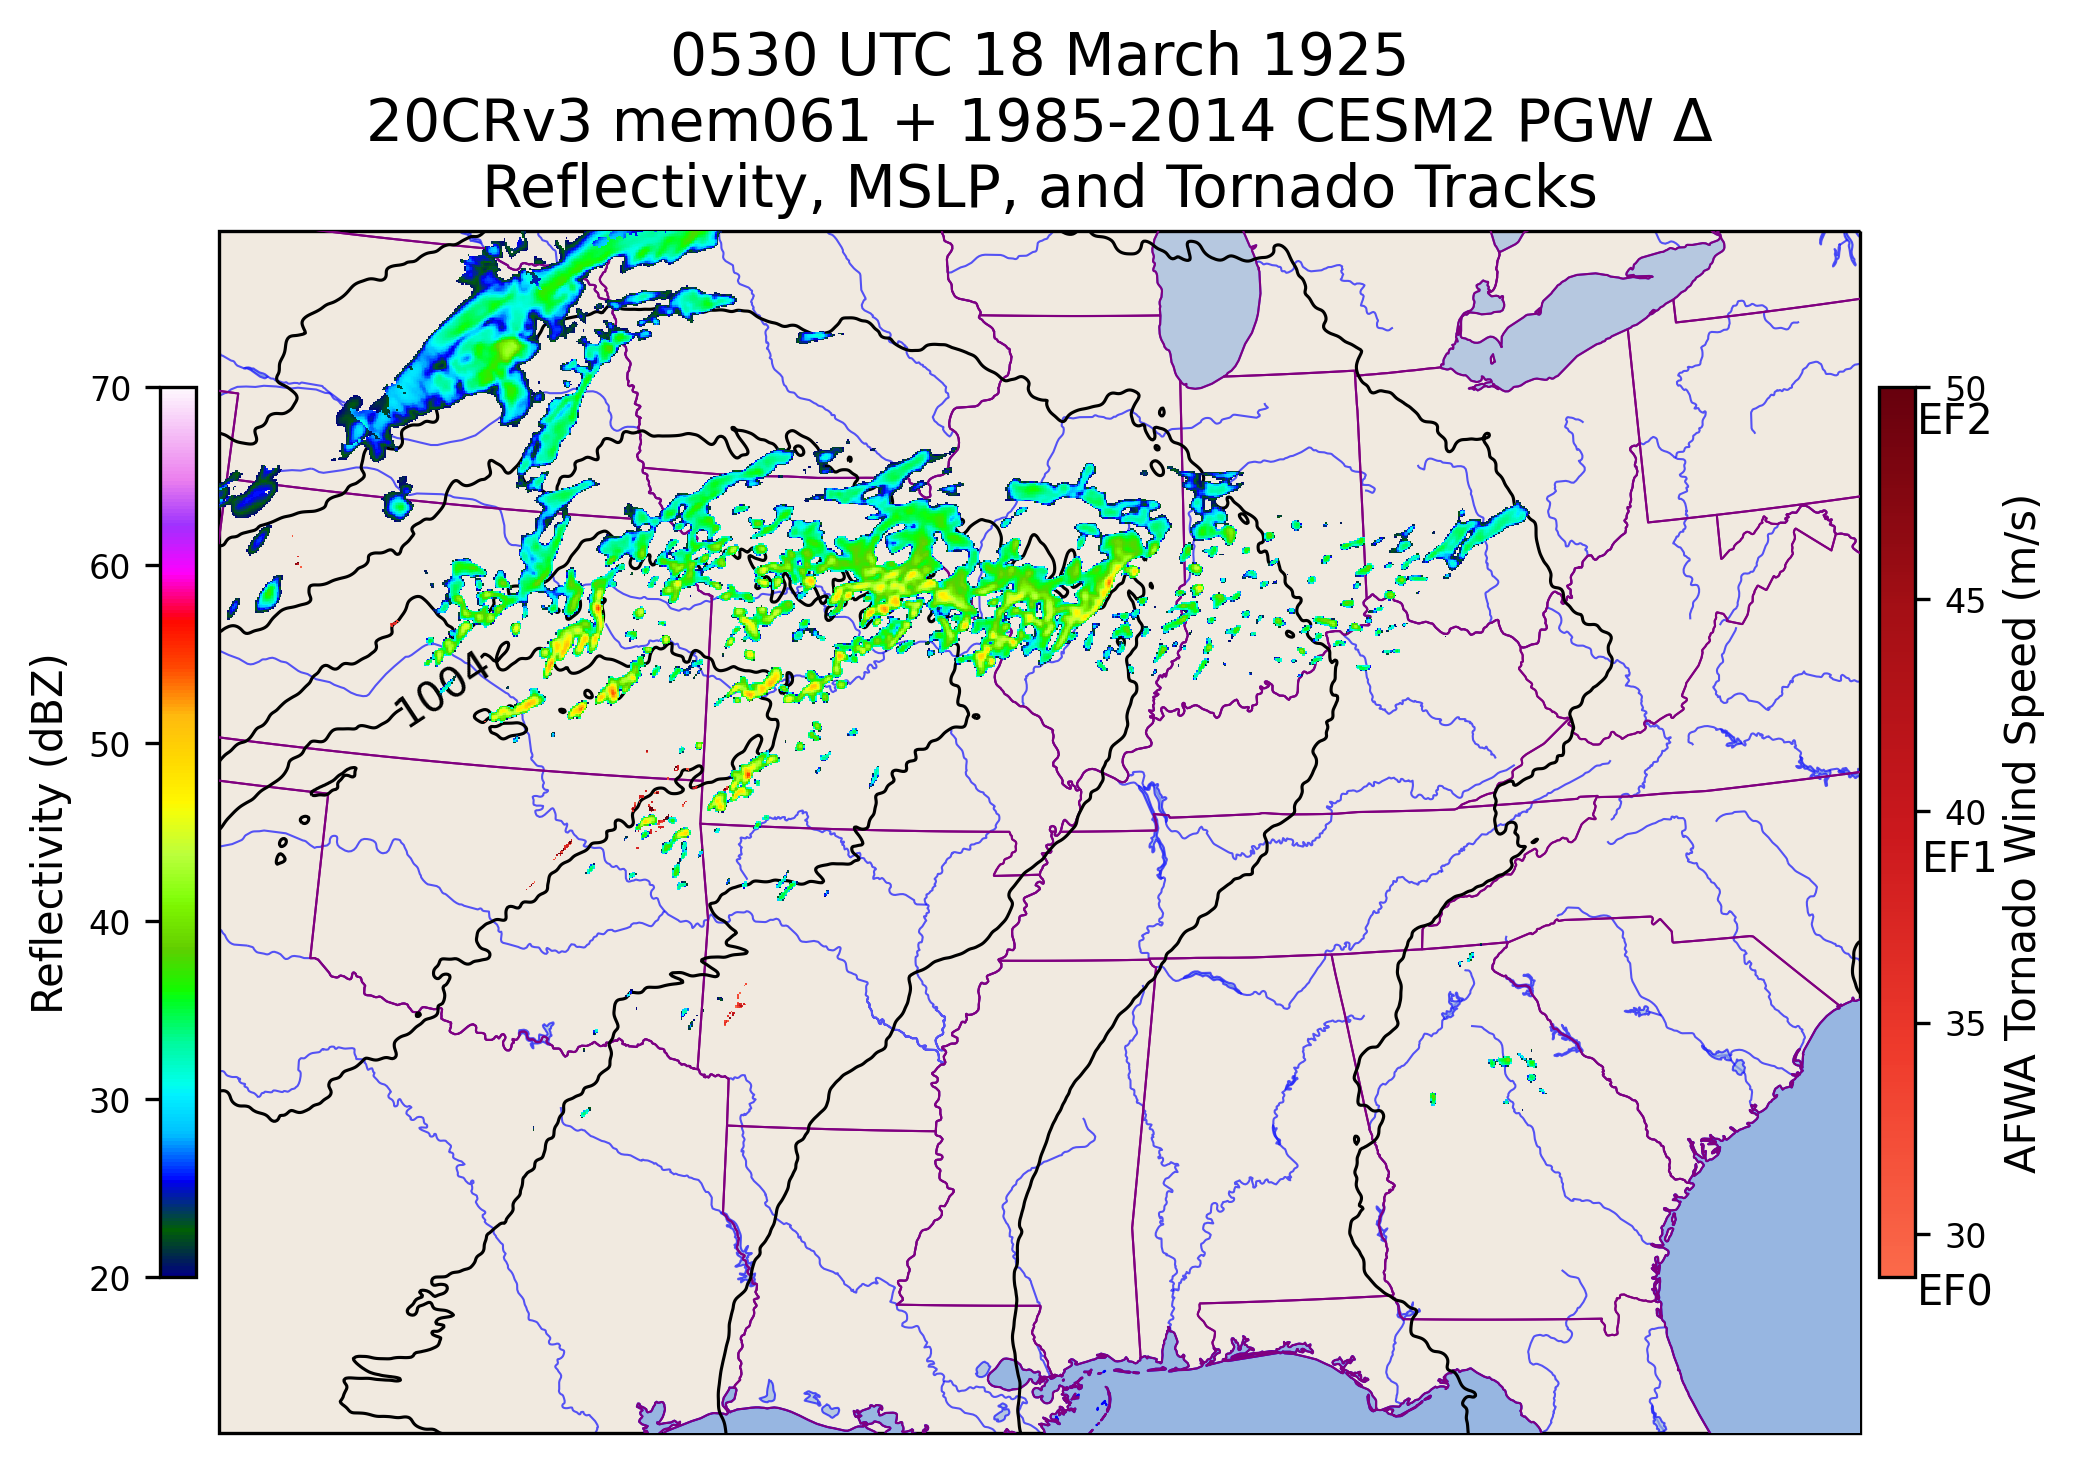 0530 UTC 18 March 1925
20CRv3 mem061 + 1985-2014 CESM2 PGW Δ
Reflectivity, MSLP, and Tornado Tracks
70
60
50
40
30
20
Reflectivity (dBZ)
1004
50
EF2
45
40
EF1
35
30
EF0
AFWA Tornado Wind Speed (m/s)